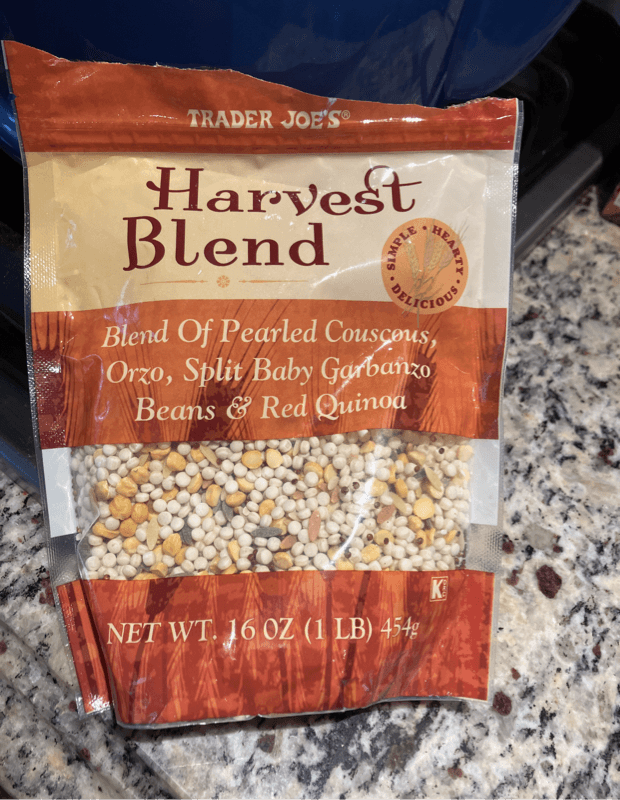 TRADER JOE'S®
Harvest
Blend
SIMPLE • HEARTY
• DELICIOUS •
Blend Of Pearled Couscous,
Orzo, Split Baby Garbanzo
Beans & Red Quinoa
K
NET WT. 16 OZ (1 LB) 454g